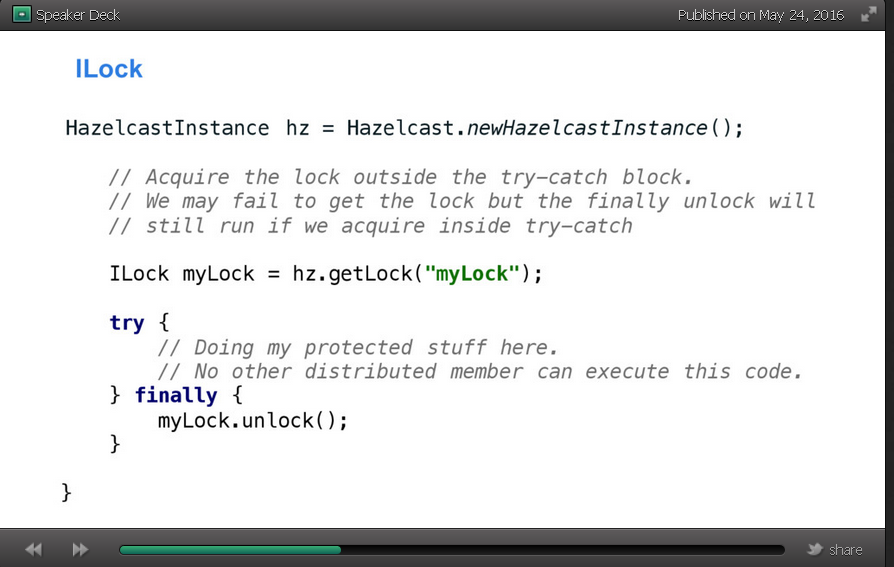 Speaker Deck
Published on May 24, 2016
ILock
HazelcastInstance hz = Hazelcast.newHazelcastInstance();
// Acquire the lock outside the try-catch block.
// We may fail to get the lock but the finally unlock will
// still run if we acquire inside try-catch
ILock myLock = hz.getLock("myLock");
try {
// Doing my protected stuff here.
// No other distributed member can execute this code.
} finally {
myLock.unlock();
}
}
share